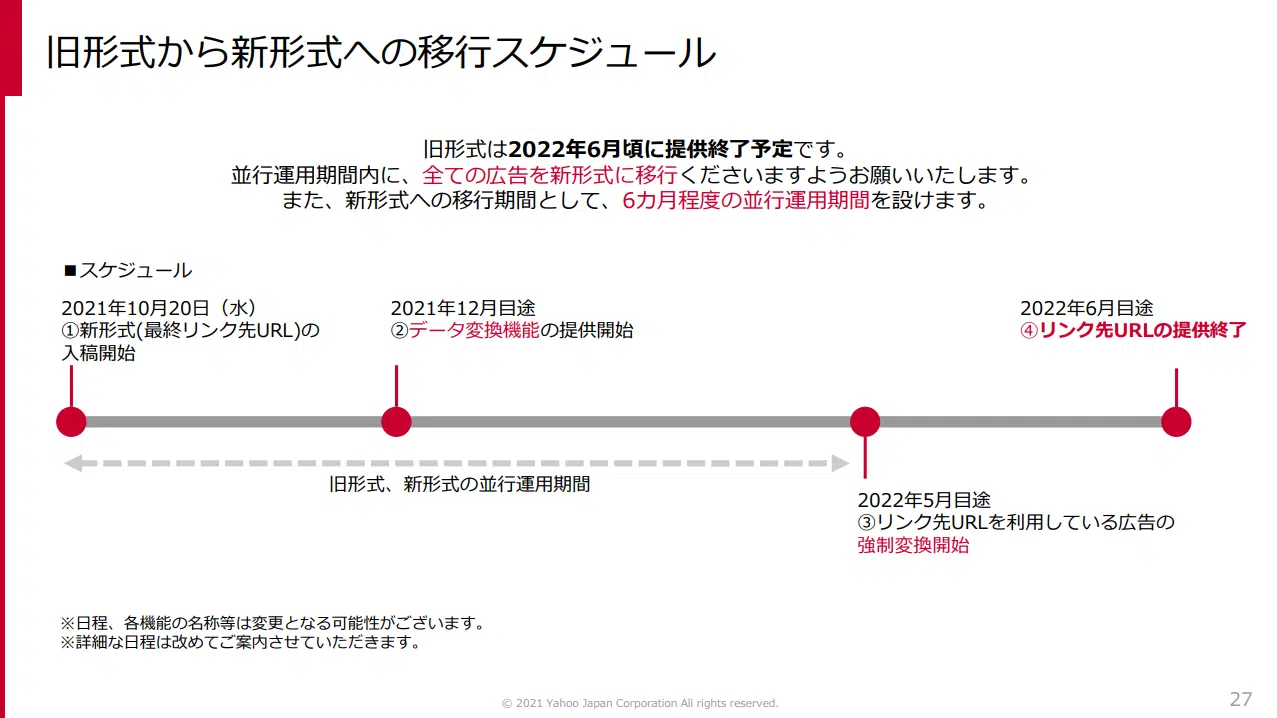 旧形式から新形式への移行スケジュール
旧形式は2022年6月頃に提供終了予定です。
並行運用期間内に、全ての広告を新形式に移行くださいますようお願いいたします。
また、新形式への移行期間として、6カ月程度の並行運用期間を設けます。
■スケジュール
2021年10月20日（水）
①新形式(最終リンク先URL)の
入稿開始
2021年12月目途
②データ変換機能の提供開始
2022年6月目途
④リンク先URLの提供終了
旧形式、新形式の並行運用期間
2022年5月目途
③リンク先URLを利用している広告の
強制変換開始
※日程、各機能の名称等は変更となる可能性がございます。
※詳細な日程は改めてご案内させていただきます。
© 2021 Yahoo Japan Corporation All rights reserved.
27